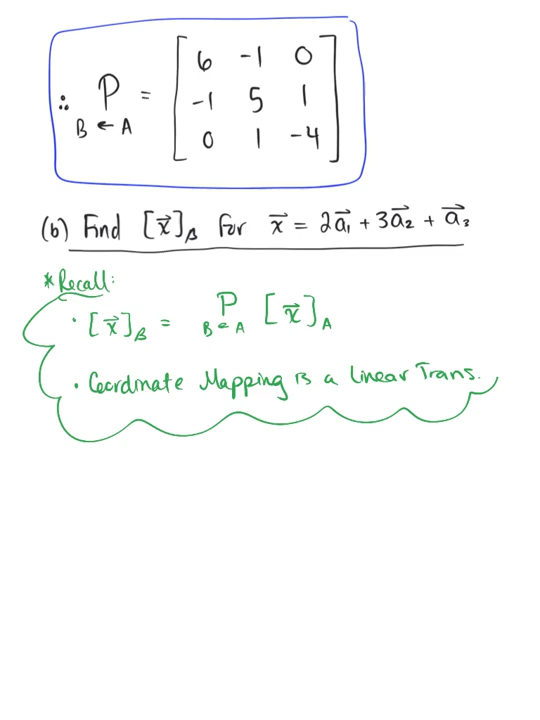 ∴ P B←A = [ 6 -1 0
-1 5 1
0 1 -4 ]
(b) Find [x⃗]_B for x⃗ = 2a⃗₁ + 3a⃗₂ + a⃗₃
* Recall:
· [x⃗]_B = P B←A [x⃗]_A
· Coordinate Mapping is a Linear Trans.